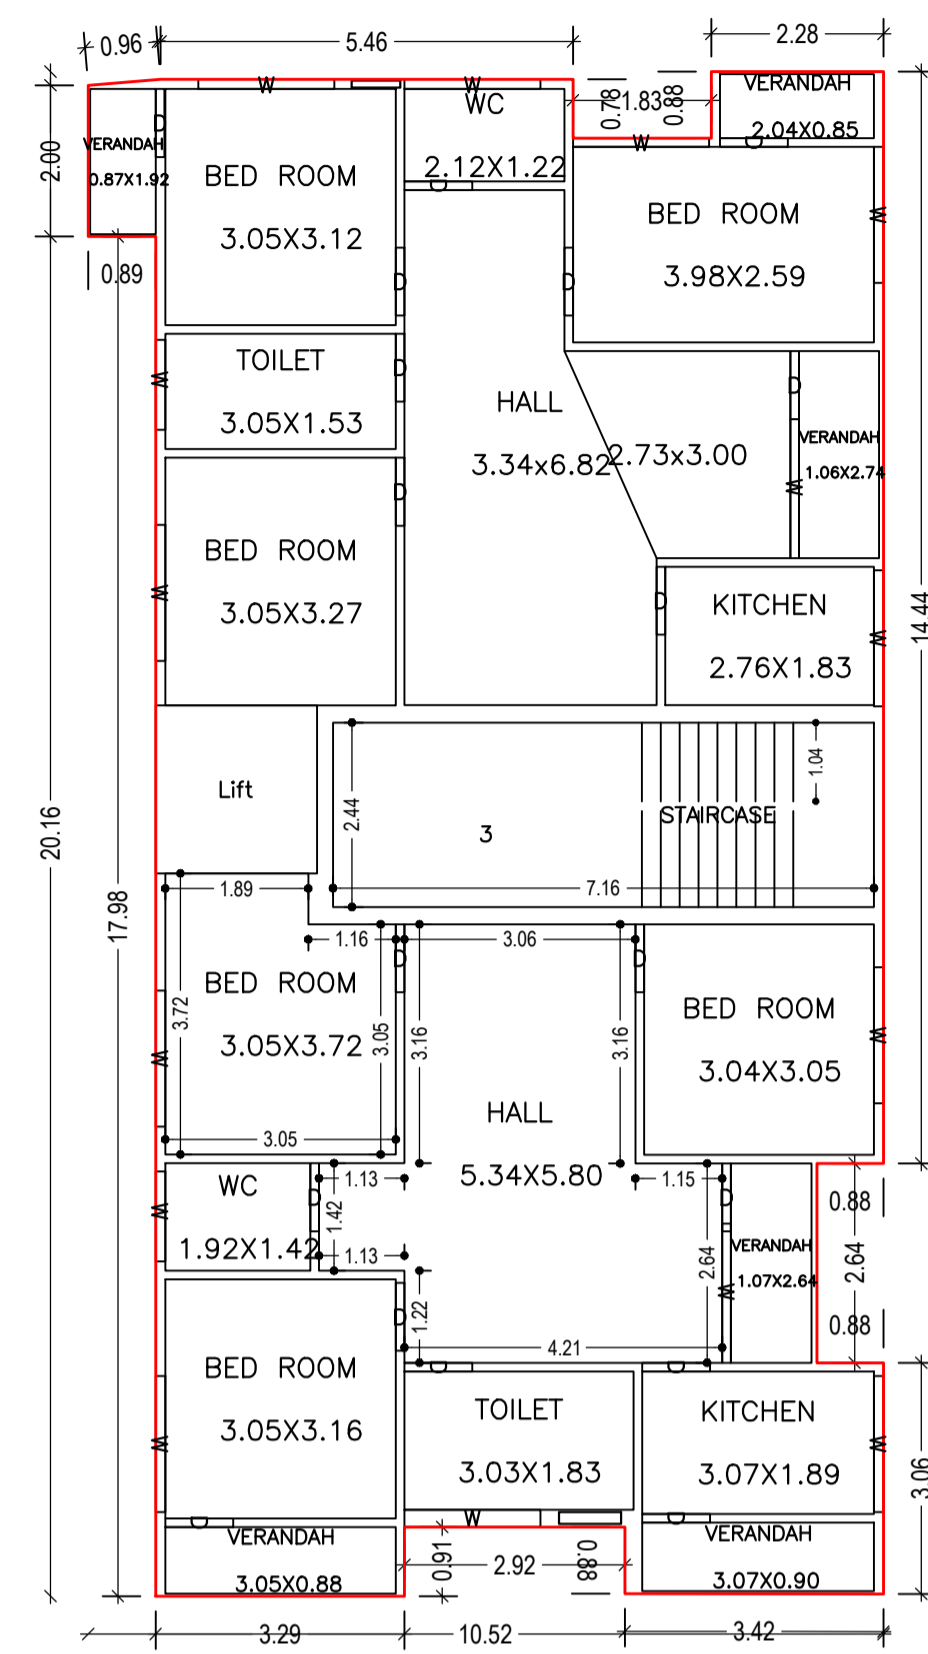 0.96
5.46
2.28
VERANDAH
2.04X0.85
0.78
1.83
0.88
W
W
WC
2.12X1.22
D
W
D
2.00
VERANDAH
0.87X1.92
D
BED ROOM
3.05X3.12
BED ROOM
3.98X2.59
W
0.89
D
D
TOILET
3.05X1.53
W
D
HALL
3.34x6.82
2.73x3.00
D
VERANDAH
1.06X2.74
W
D
BED ROOM
3.05X3.27
W
KITCHEN
2.76X1.83
D
W
14.44
Lift
2.44
3
STAIRCASE
1.04
7.16
20.16
17.98
1.89
1.16
3.06
D
D
BED ROOM
3.05X3.72
3.72
3.05
3.16
3.16
W
BED ROOM
3.04X3.05
W
3.05
HALL
5.34X5.80
WC
1.92X1.42
W
D
1.13
1.42
1.13
1.15
2.64
D
VERANDAH
1.07X2.64
W
0.88
2.64
0.88
1.22
D
4.21
D
D
BED ROOM
3.05X3.16
W
TOILET
3.03X1.83
KITCHEN
3.07X1.89
W
3.06
D
W
D
VERANDAH
3.05X0.88
0.91
2.92
0.88
VERANDAH
3.07X0.90
3.29
10.52
3.42